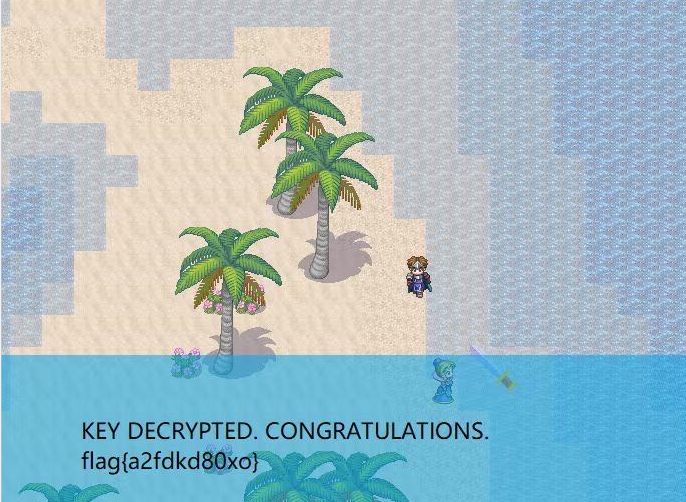 KEY DECRYPTED. CONGRATULATIONS.
flag{a2fdkd80xo}